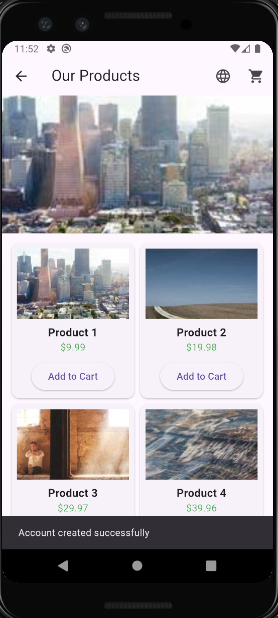 11:52
Our Products
Product 1
$9.99
Add to Cart
Product 2
$19.98
Add to Cart
Product 3
$29.97
Product 4
$39.96
Account created successfully